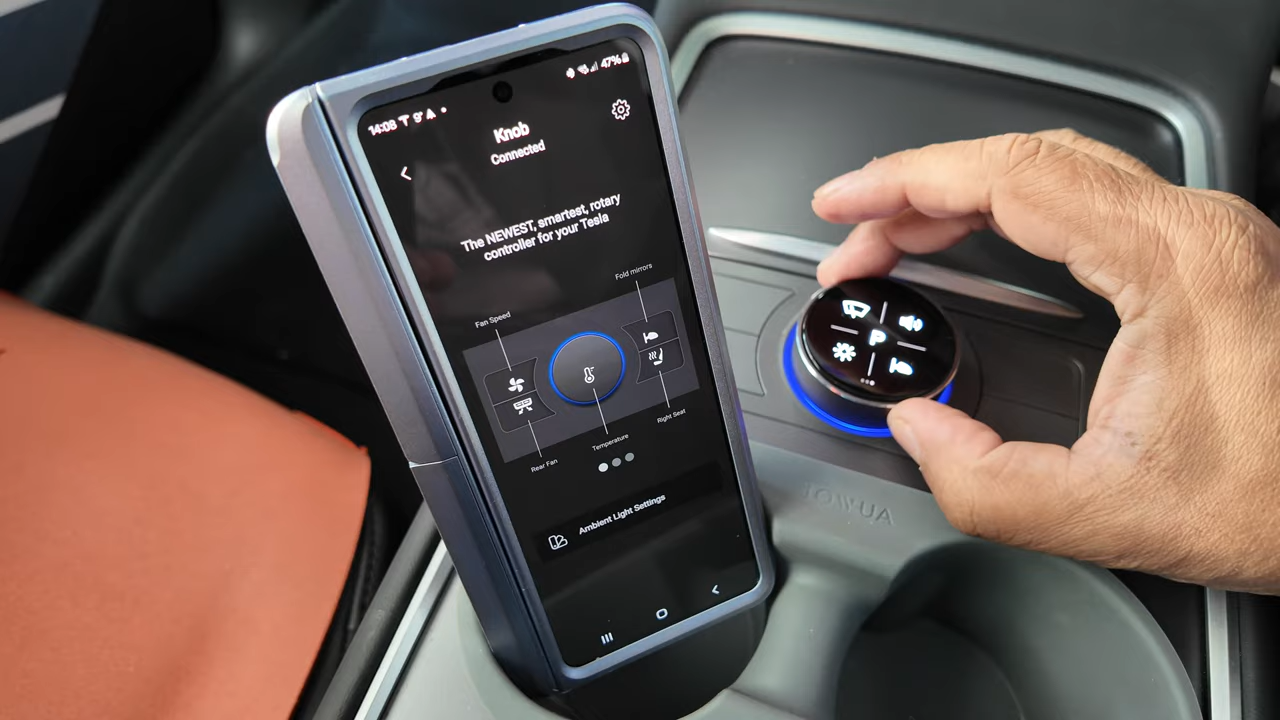 14:08 9°
47%
Knob
Connected
The NEWEST, smartest, rotary
controller for your Tesla
Fold mirrors
Fan Speed
Right Seat
Temperature
Rear Fan
Ambient Light Settings
P